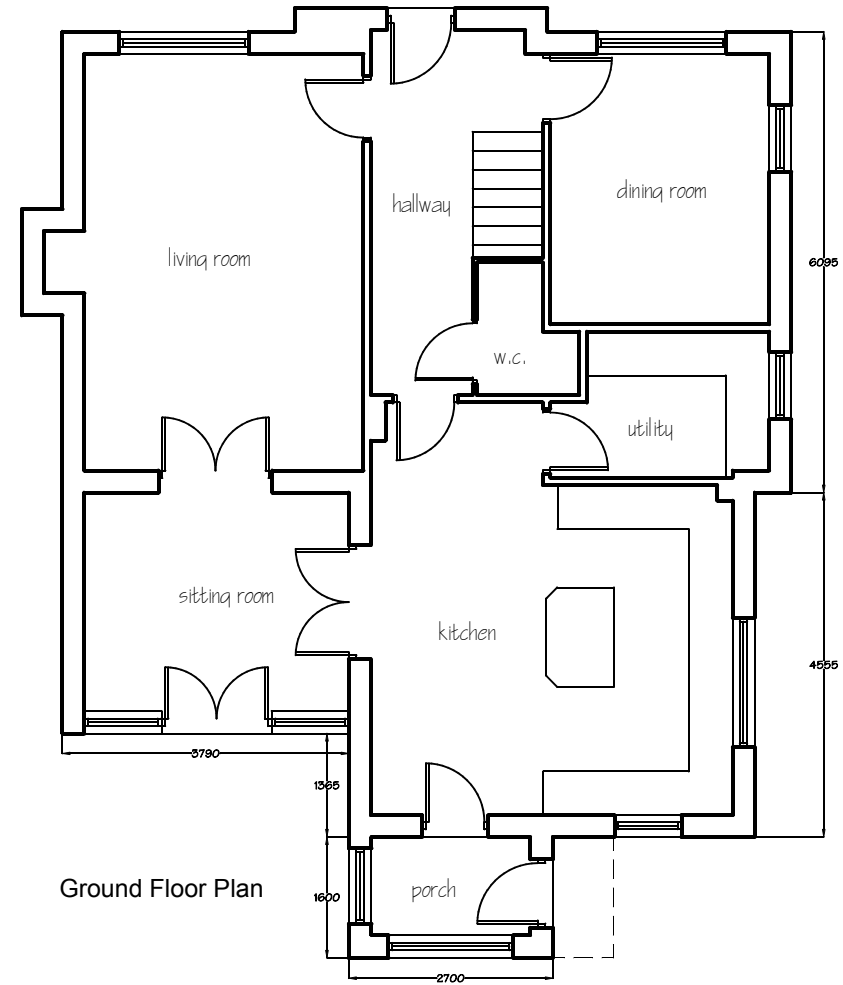 hallway
dining room
living room
6095
w.c.
utility
sitting room
kitchen
4555
3790
1365
Ground Floor Plan
porch
1600
2700